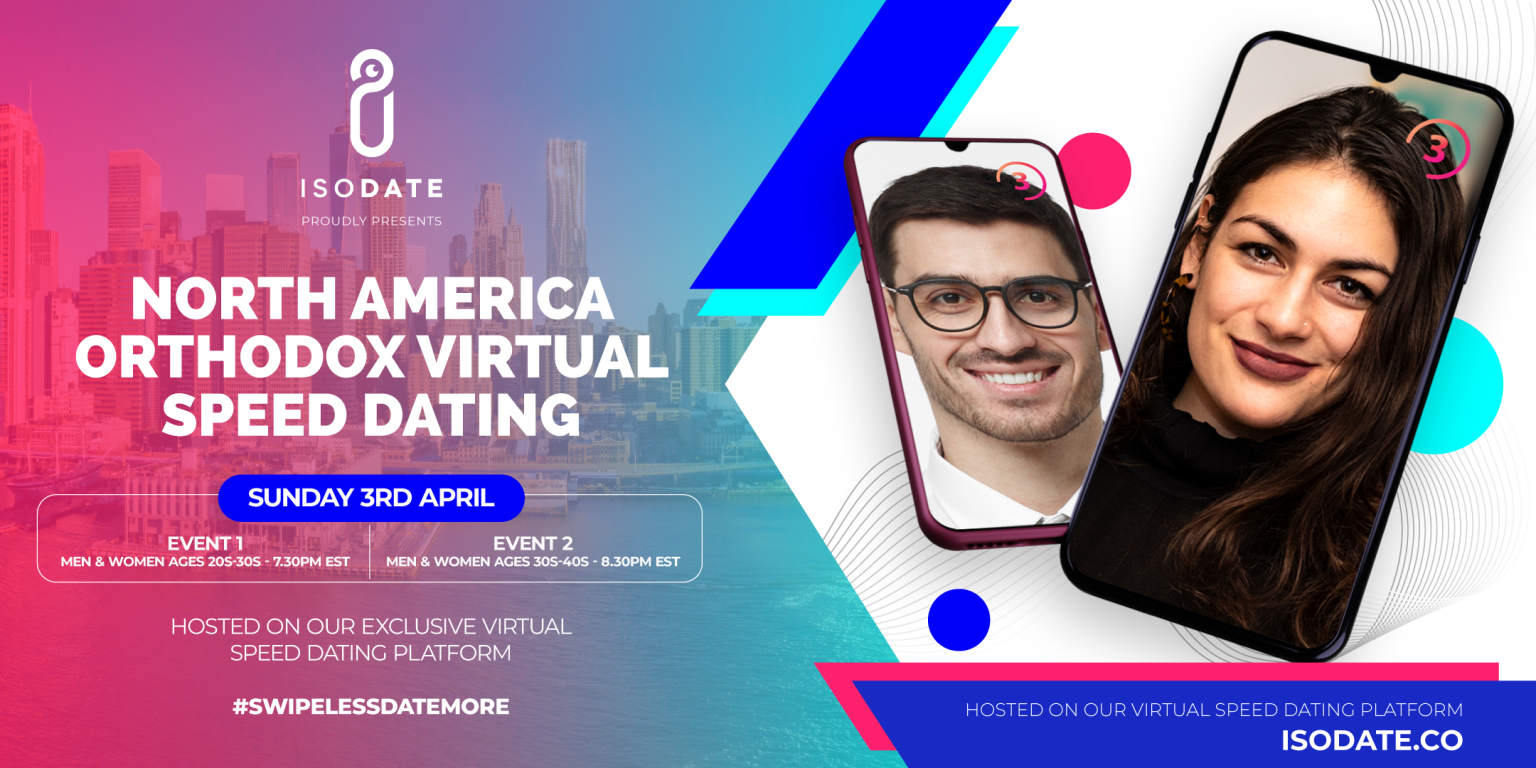 ISODATE
PROUDLY PRESENTS
NORTH AMERICA
ORTHODOX VIRTUAL
SPEED DATING
SUNDAY 3RD APRIL
EVENT 1
MEN & WOMEN AGES 20S-30S - 7.30PM EST
EVENT 2
MEN & WOMEN AGES 30S-40S - 8.30PM EST
HOSTED ON OUR EXCLUSIVE VIRTUAL
SPEED DATING PLATFORM
#SWIPELESSDATEMORE
3
3
HOSTED ON OUR VIRTUAL SPEED DATING PLATFORM
ISODATE.CO